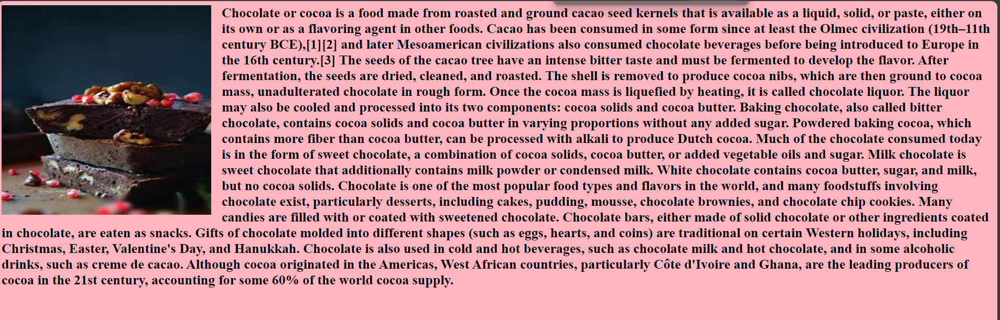 Chocolate or cocoa is a food made from roasted and ground cacao seed kernels that is available as a liquid, solid, or paste, either on
its own or as a flavoring agent in other foods. Cacao has been consumed in some form since at least the Olmec civilization (19th–11th
century BCE),[1][2] and later Mesoamerican civilizations also consumed chocolate beverages before being introduced to Europe in
the 16th century.[3] The seeds of the cacao tree have an intense bitter taste and must be fermented to develop the flavor. After
fermentation, the seeds are dried, cleaned, and roasted. The shell is removed to produce cocoa nibs, which are then ground to cocoa
mass, unadulterated chocolate in rough form. Once the cocoa mass is liquefied by heating, it is called chocolate liquor. The liquor
may also be cooled and processed into its two components: cocoa solids and cocoa butter. Baking chocolate, also called bitter
chocolate, contains cocoa solids and cocoa butter in varying proportions without any added sugar. Powdered baking cocoa, which
contains more fiber than cocoa butter, can be processed with alkali to produce Dutch cocoa. Much of the chocolate consumed today
is in the form of sweet chocolate, a combination of cocoa solids, cocoa butter, or added vegetable oils and sugar. Milk chocolate is
sweet chocolate that additionally contains milk powder or condensed milk. White chocolate contains cocoa butter, sugar, and milk,
but no cocoa solids. Chocolate is one of the most popular food types and flavors in the world, and many foodstuffs involving
chocolate exist, particularly desserts, including cakes, pudding, mousse, chocolate brownies, and chocolate chip cookies. Many
candies are filled with or coated with sweetened chocolate. Chocolate bars, either made of solid chocolate or other ingredients coated
in chocolate, are eaten as snacks. Gifts of chocolate molded into different shapes (such as eggs, hearts, and coins) are traditional on certain Western holidays, including
Christmas, Easter, Valentine's Day, and Hanukkah. Chocolate is also used in cold and hot beverages, such as chocolate milk and hot chocolate, and in some alcoholic
drinks, such as creme de cacao. Although cocoa originated in the Americas, West African countries, particularly Côte d'Ivoire and Ghana, are the leading producers of
cocoa in the 21st century, accounting for some 60% of the world cocoa supply.